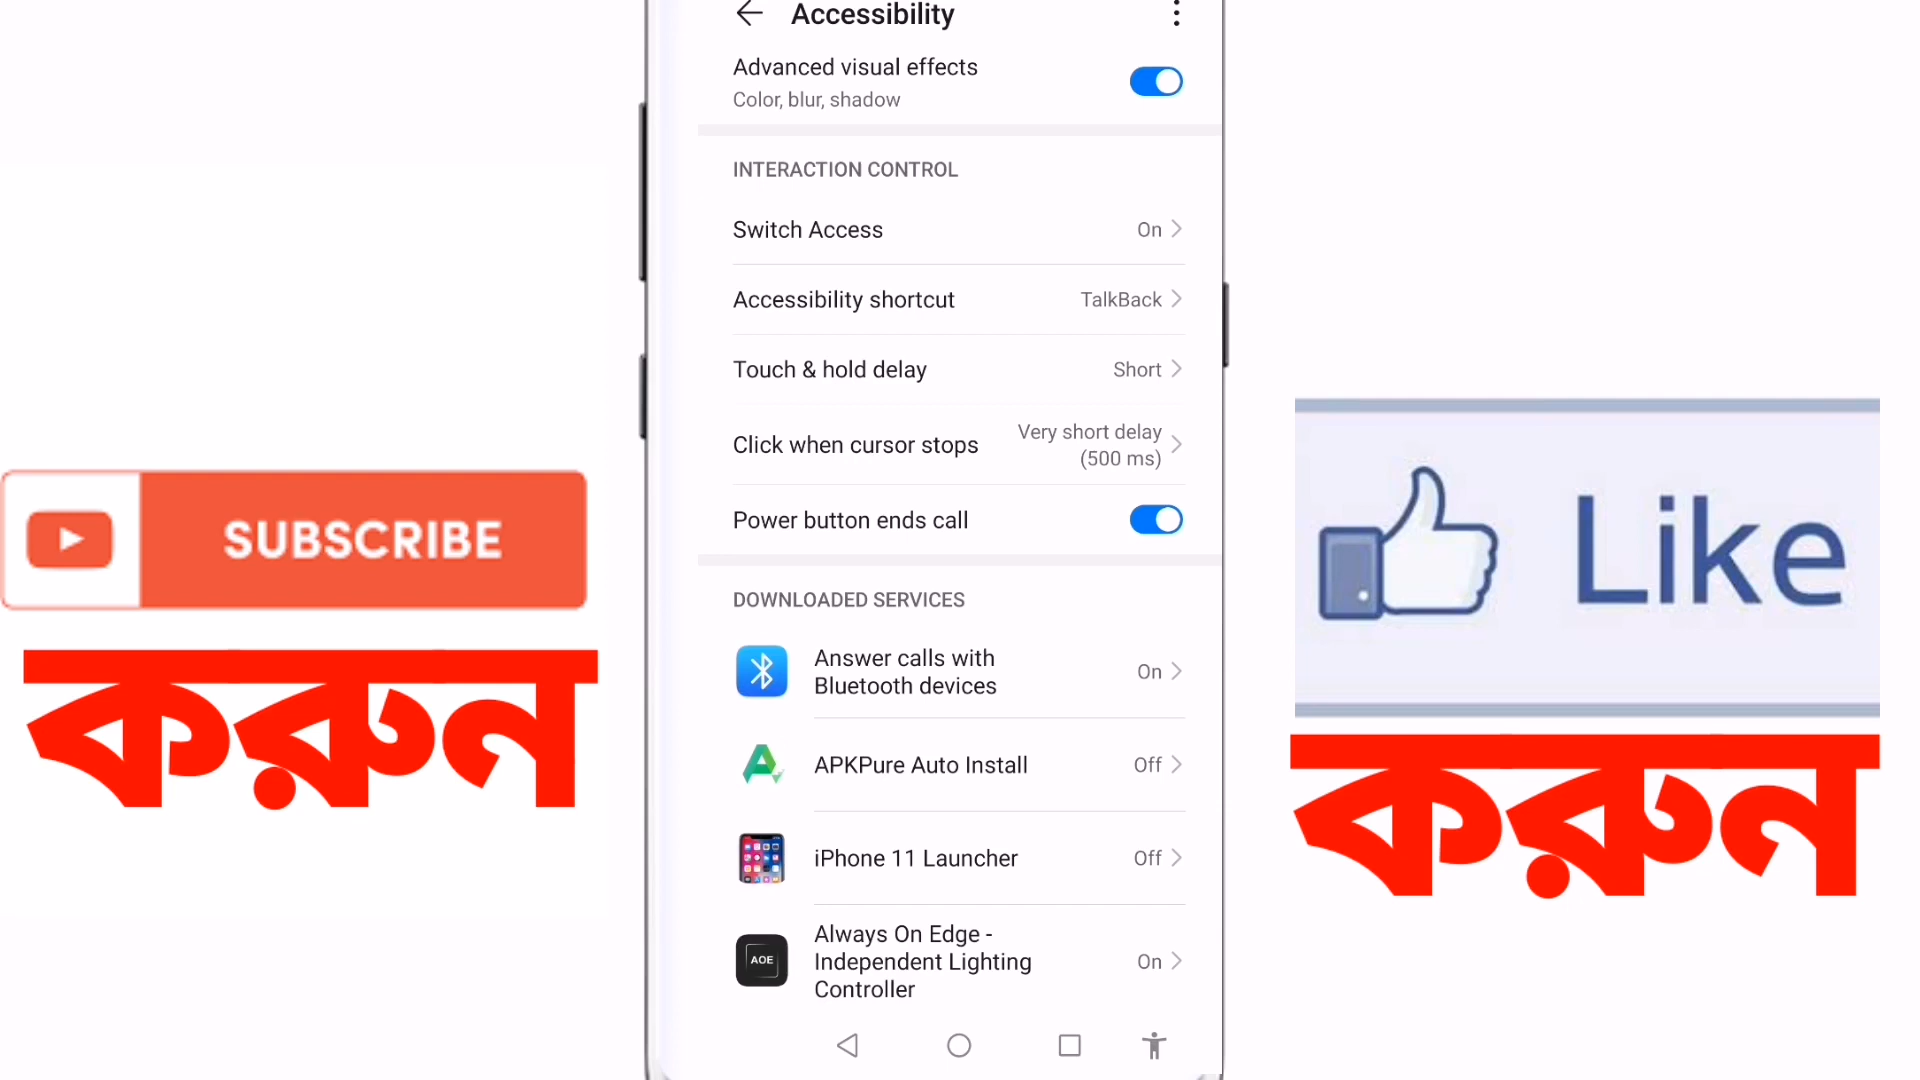 Accessibility
Advanced visual effects
Color, blur, shadow
INTERACTION CONTROL
Switch Access On
Accessibility shortcut TalkBack
Touch & hold delay Short
Click when cursor stops Very short delay
(500 ms)
Power button ends call
DOWNLOADED SERVICES
Answer calls with
Bluetooth devices On
APKPure Auto Install Off
iPhone 11 Launcher Off
AOE
Always On Edge -
Independent Lighting
Controller On
SUBSCRIBE
করুন
Like
করুন